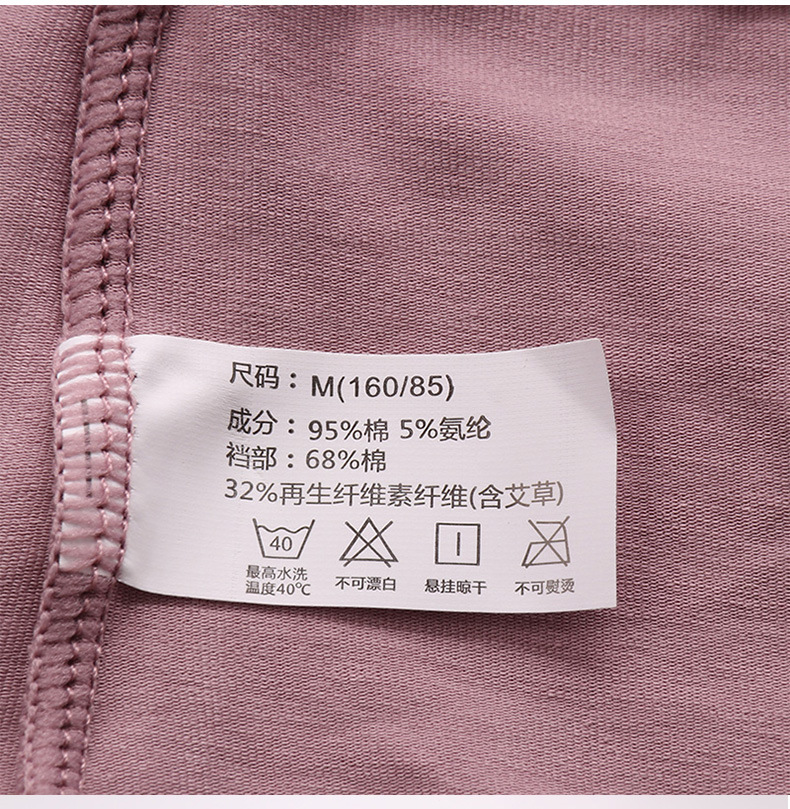 尺码：M(160/85)
成分：95%棉 5%氨纶
裆部：68%棉
32%再生纤维素纤维(含艾草)
40
最高水洗 不可漂白 悬挂晾干 不可熨烫
温度40℃